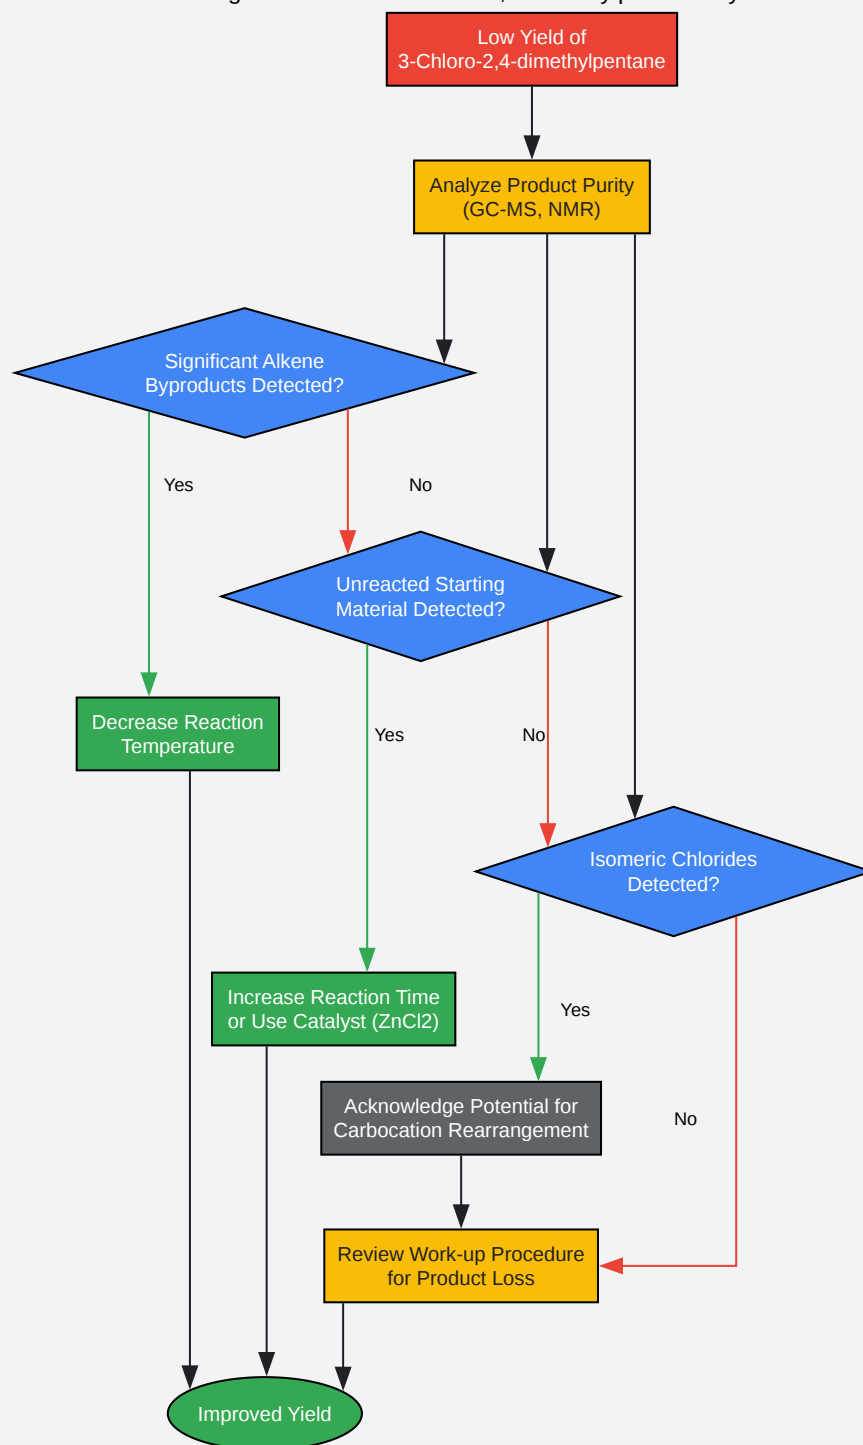 Low Yield of
3-Chloro-2,4-dimethylpentane
Analyze Product Purity
(GC-MS, NMR)
Significant Alkene
Byproducts Detected?
Yes
No
Unreacted Starting
Material Detected?
Decrease Reaction
Temperature
Yes
No
Isomeric Chlorides
Detected?
Increase Reaction Time
or Use Catalyst (ZnCl2)
Yes
Acknowledge Potential for
Carbocation Rearrangement
No
Review Work-up Procedure
for Product Loss
Improved Yield